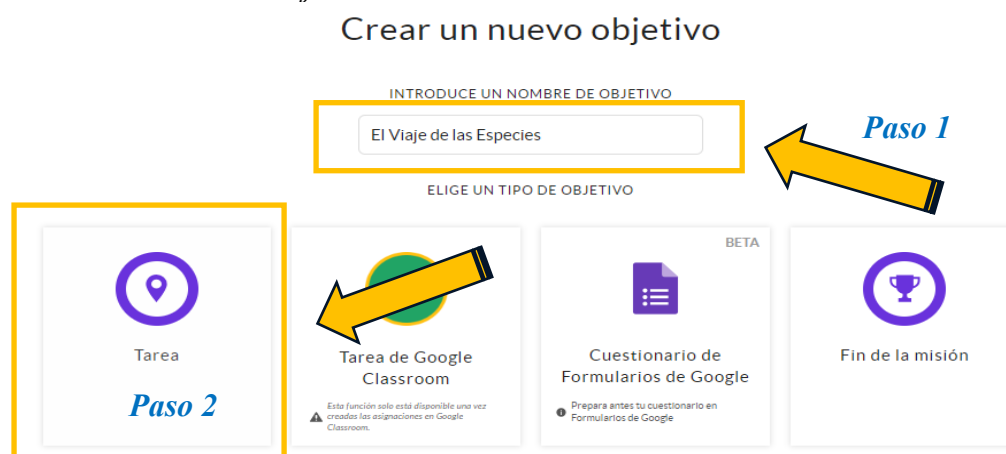 Crear un nuevo objetivo
INTRODUCE UN NOMBRE DE OBJETIVO
El Viaje de las Especies
Paso 1
ELIGE UN TIPO DE OBJETIVO
Tarea
Paso 2
Tarea de Google
Classroom
Esta función solo está disponible una vez
creadas las asignaciones en Google
Classroom.
BETA
Cuestionario de
Formularios de Google
Prepara antes tu cuestionario en
Formularios de Google
Fin de la misión